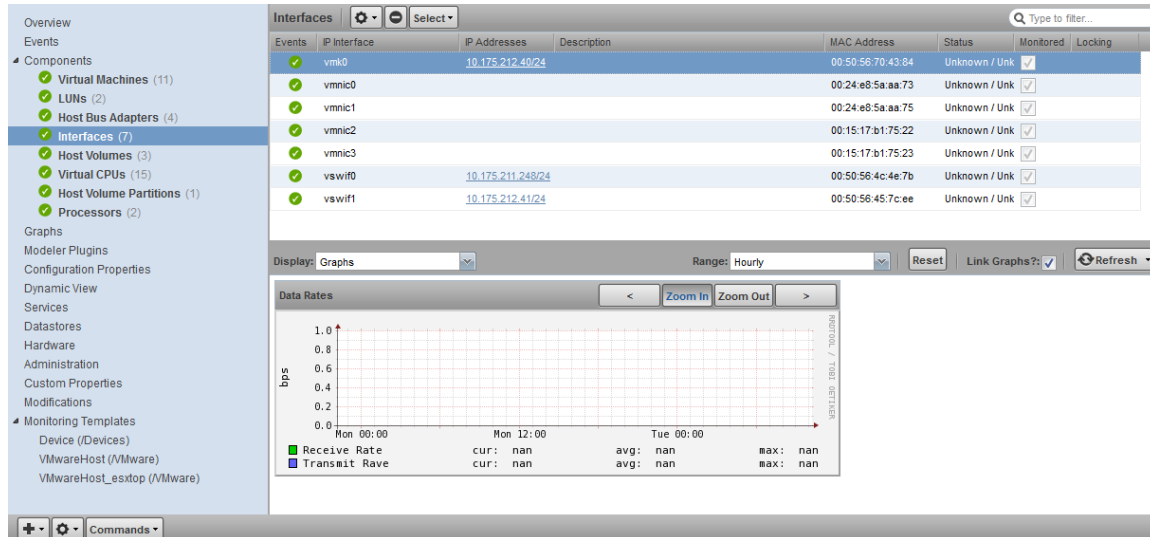 Overview
Events
Components
Virtual Machines (11)
LUNs (2)
Host Bus Adapters (4)
Interfaces (7)
Host Volumes (3)
Virtual CPUs (15)
Host Volume Partitions (1)
Processors (2)
Graphs
Modeler Plugins
Configuration Properties
Dynamic View
Services
Datastores
Hardware
Administration
Custom Properties
Modifications
Monitoring Templates
Device (/Devices)
VMwareHost (/VMware)
VMwareHost_esxtop (/VMware)
Commands
Interfaces Select Type to filter...
Events IP Interface IP Addresses Description MAC Address Status Monitored Locking
vmk0 10.175.212.40/24 00:50:56:70:43:84 Unknown / Unk
vmnic0 00:24:e8:5a:aa:73 Unknown / Unk
vmnic1 00:24:e8:5a:aa:75 Unknown / Unk
vmnic2 00:15:17:b1:75:22 Unknown / Unk
vmnic3 00:15:17:b1:75:23 Unknown / Unk
vswif0 10.175.211.248/24 00:50:56:4c:4e:7b Unknown / Unk
vswif1 10.175.212.41/24 00:50:56:45:7c:ee Unknown / Unk
Display: Graphs Range: Hourly Reset Link Graphs?: Refresh
Data Rates < Zoom In Zoom Out >
1.0
0.8
0.6
0.4
0.2
0.0
bps
Mon 00:00 Mon 12:00 Tue 00:00
Receive Rate cur: nan avg: nan max: nan
Transmit Rave cur: nan avg: nan max: nan
RRDTOOL / TOBI OETIKER